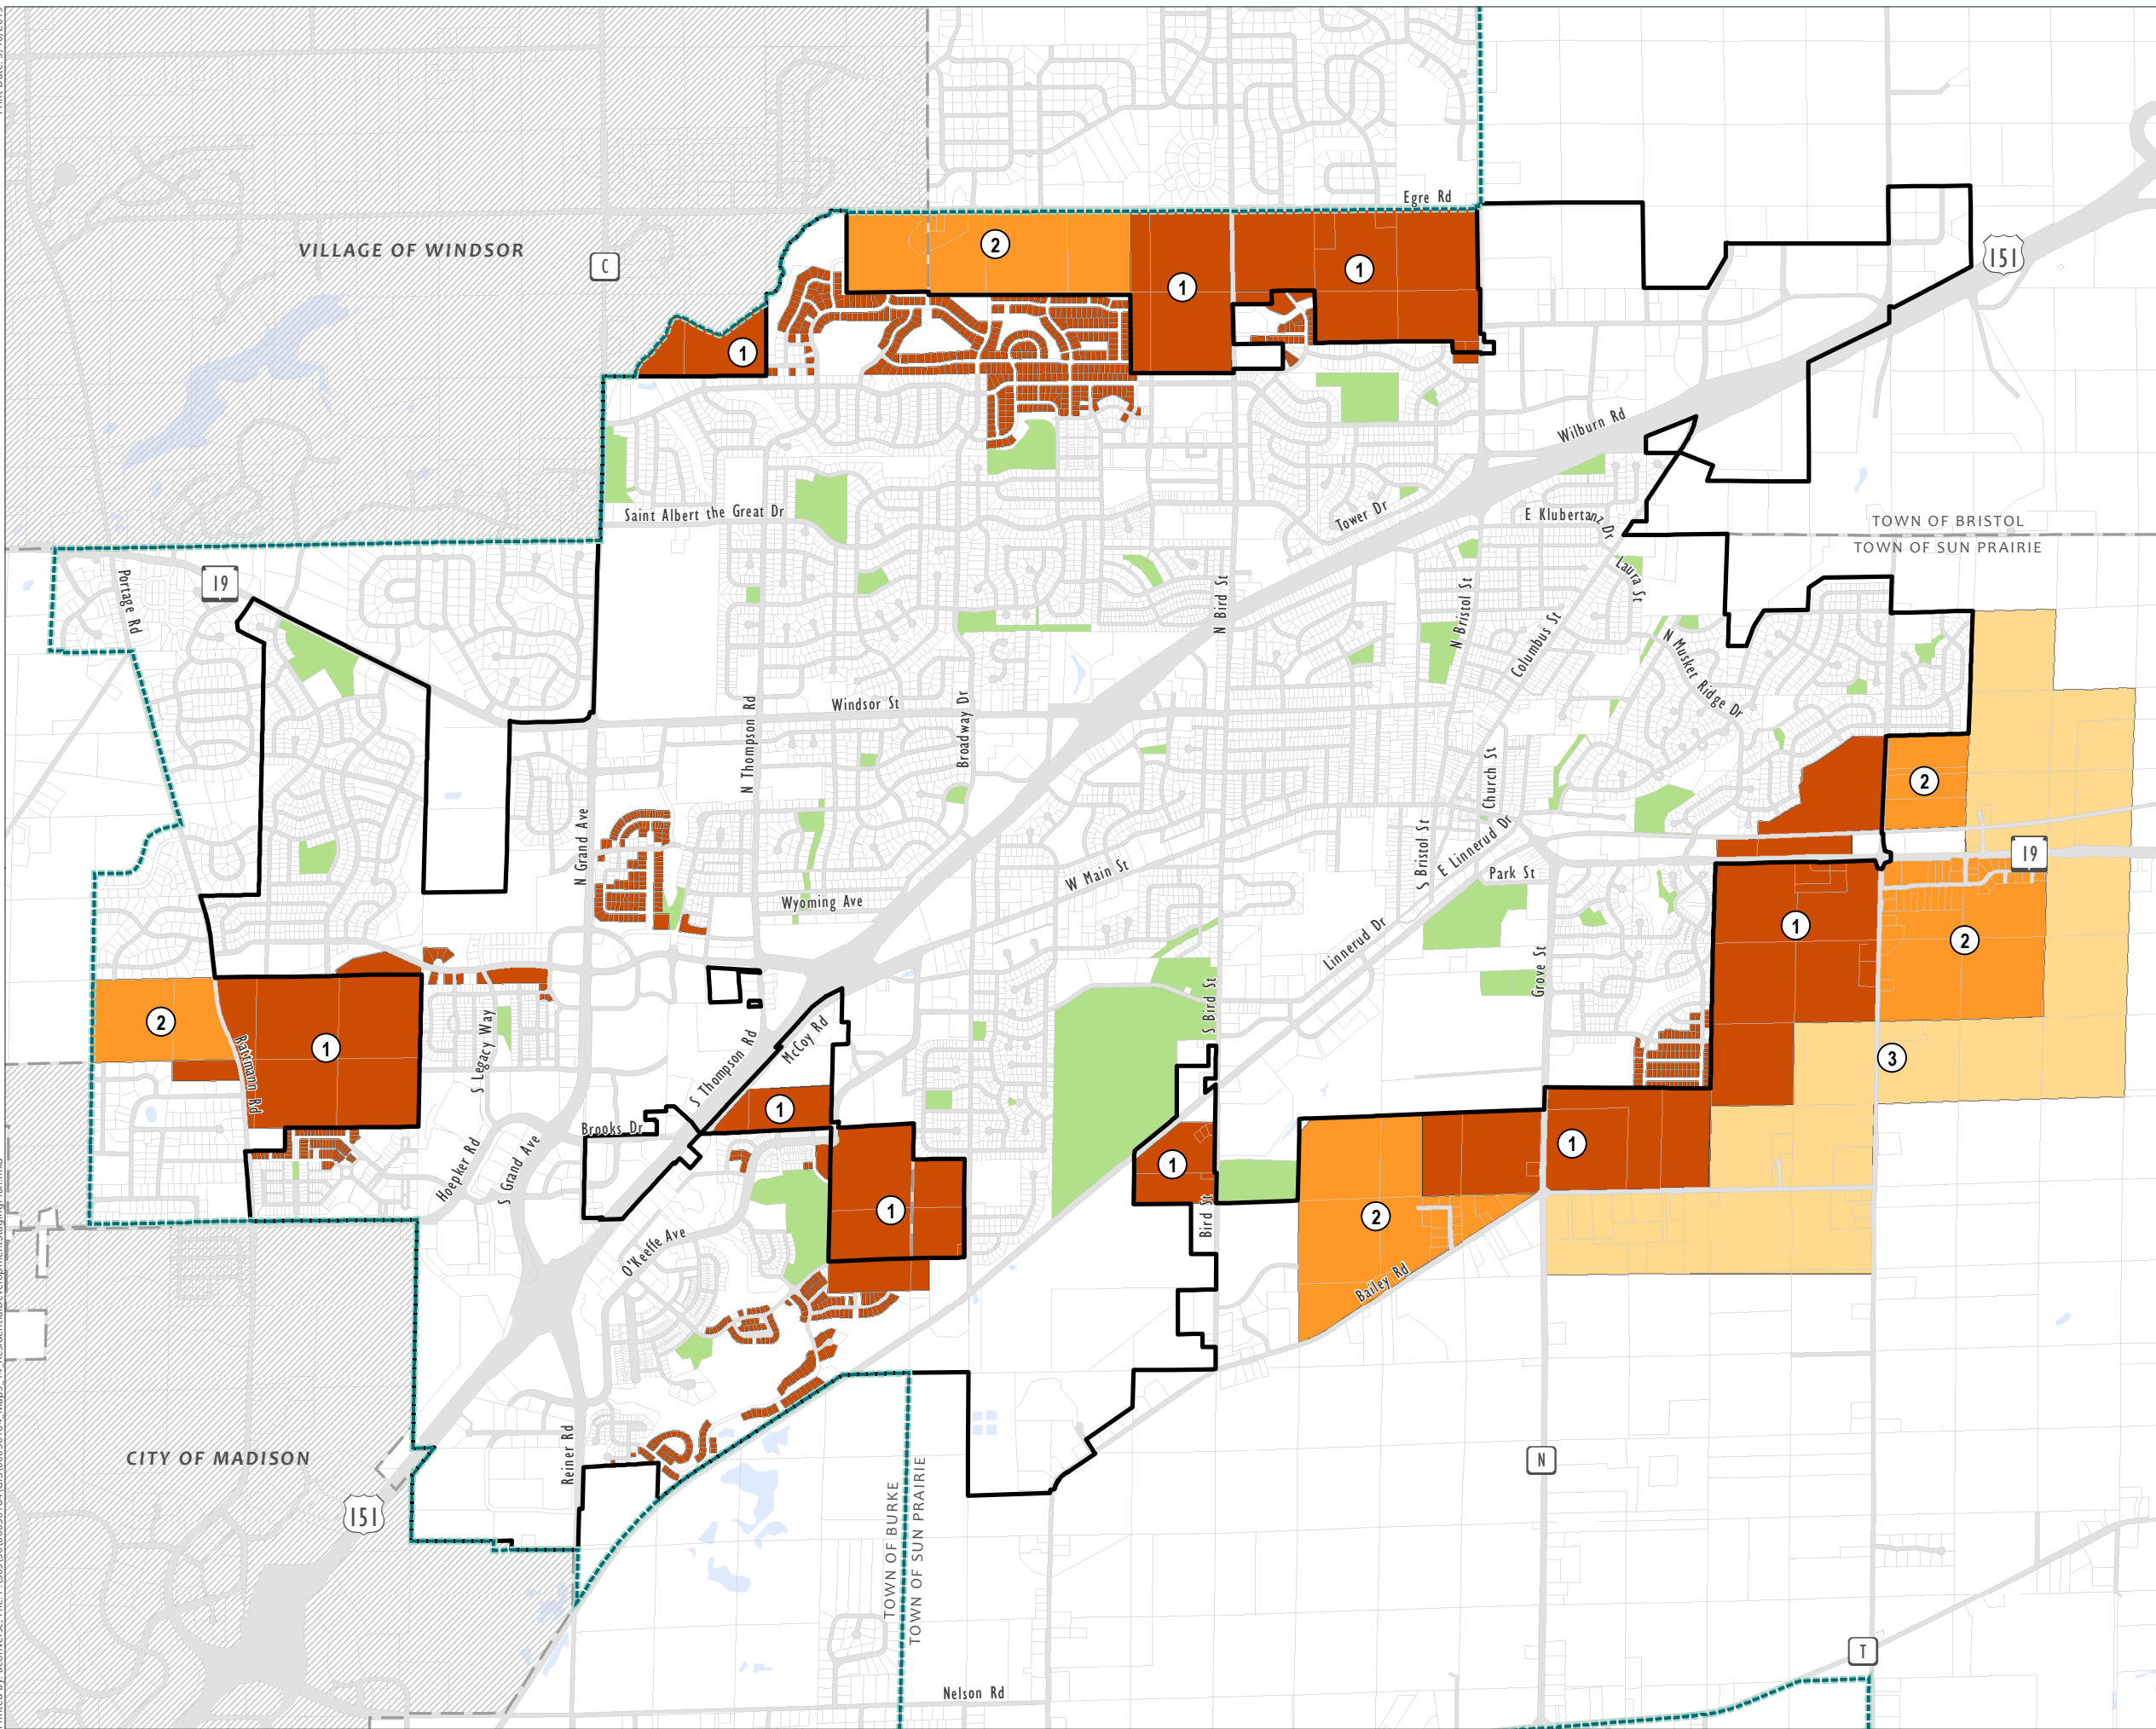 Egre Rd
VILLAGE OF WINDSOR
C
2
1
1
151
1
Wilburn Rd
Saint Albert the Great Dr
Tower Dr
E Klubertanz Dr
TOWN OF BRISTOL
TOWN OF SUN PRAIRIE
Portage Rd
19
Laura St
N Bird St
N Bristol St
Columbus St
N Musket Ridge Dr
Windsor St
N Thompson Rd
Broadway Dr
Church St
2
N Grand Ave
S Bristol St
E Linnerud Dr
19
W Main St
Park St
Wyoming Ave
1
2
Linnerud Dr
Grove St
2
1
Rattmann Rd
S Legacy Way
S Thompson Rd
McCoy Rd
S Bird St
3
1
Brooks Dr
1
Hoepker Rd
S Grand Ave
1
1
2
Bird St
O'Keeffe Ave
Bailey Rd
CITY OF MADISON
151
Reiner Rd
N
TOWN OF BURKE
TOWN OF SUN PRAIRIE
T
Nelson Rd